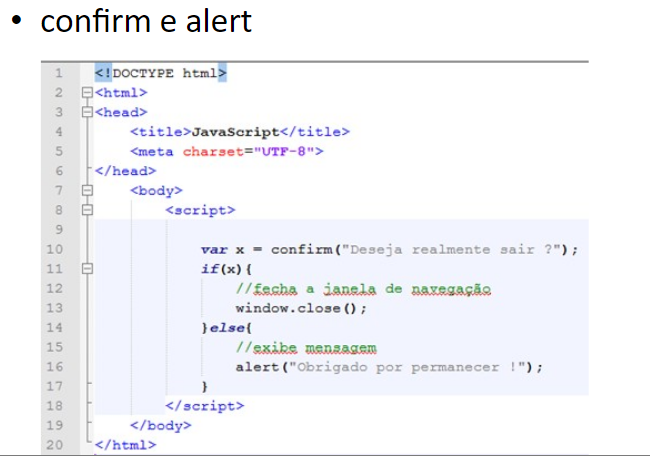 • confirm e alert
1 <!DOCTYPE html>
2 <html>
3 <head>
4 <title>JavaScript</title>
5 <meta charset="UTF-8">
6 </head>
7 <body>
8 <script>
9
10 var x = confirm("Deseja realmente sair ?");
11 if(x){
12 //fecha a janela de navegação
13 window.close();
14 }else{
15 //exibe mensagem
16 alert("Obrigado por permanecer !");
17 }
18 </script>
19 </body>
20 </html>